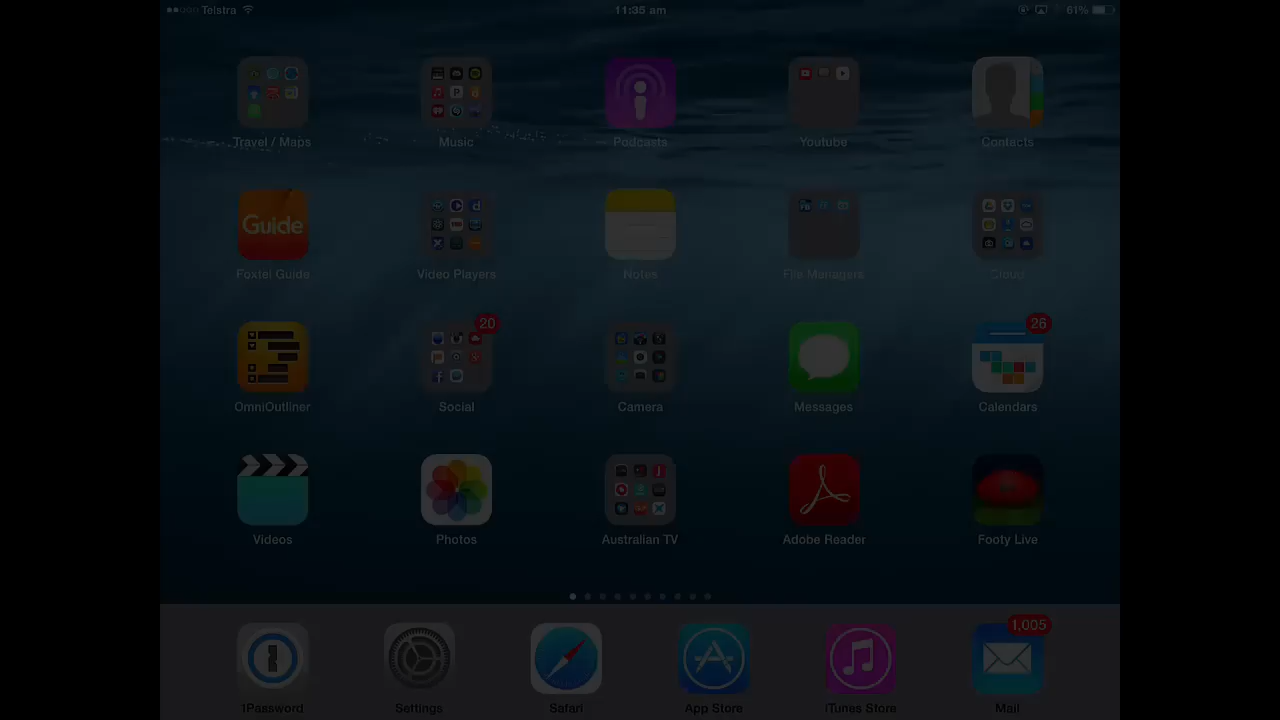 Telstra 11:35 am 61%
Travel / Maps Music Podcasts Youtube Contacts
Guide
Foxtel Guide Video Players Notes File Managers Cloud
20 26
OmniOutliner Social Camera Messages Calendars
Videos Photos Australian TV Adobe Reader Footy Live
1,005
1Password Settings Safari App Store iTunes Store Mail